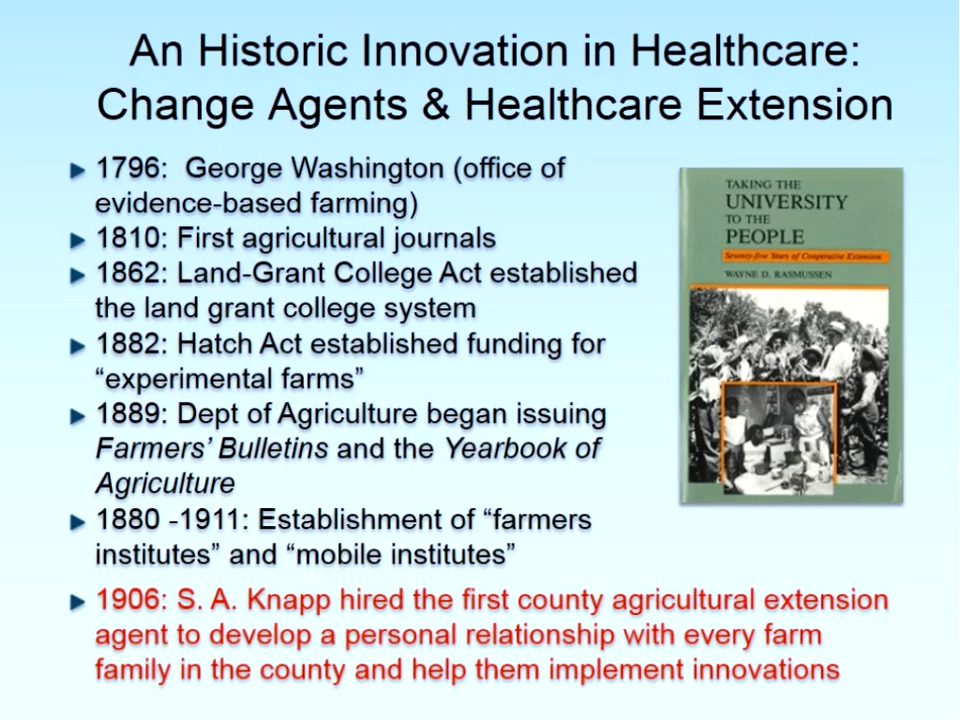 An Historic Innovation in Healthcare:
Change Agents & Healthcare Extension
1796: George Washington (office of
evidence-based farming)
1810: First agricultural journals
1862: Land-Grant College Act established
the land grant college system
1882: Hatch Act established funding for
“experimental farms”
1889: Dept of Agriculture began issuing
Farmers’ Bulletins and the Yearbook of
Agriculture
1880 -1911: Establishment of “farmers
institutes” and “mobile institutes”
1906: S. A. Knapp hired the first county agricultural extension
agent to develop a personal relationship with every farm
family in the county and help them implement innovations
TAKING THE
UNIVERSITY
TO THE
PEOPLE
Seventy-five Years of Cooperative Extension
WAYNE D. RASMUSSEN